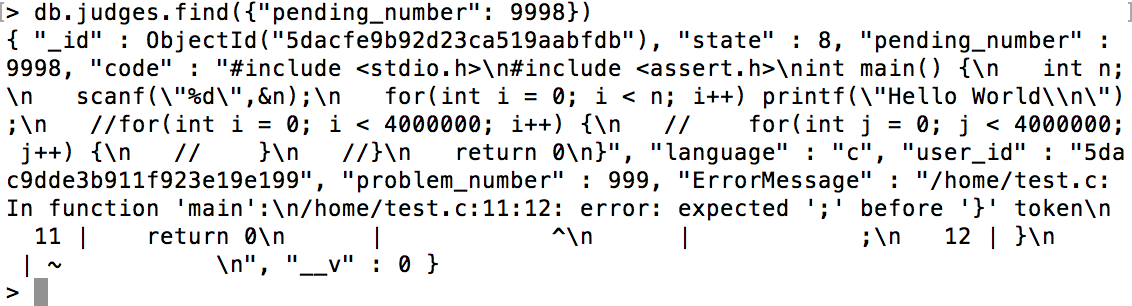 [> db.judges.find({"pending_number": 9998}) ]
{ "_id" : ObjectId("5dacfe9b92d23ca519aabfdb"), "state" : 8, "pending_number" :
9998, "code" : "#include <stdio.h>\n#include <assert.h>\nint main() {\n   int n;
\n   scanf(\"%d\",&n);\n   for(int i = 0; i < n; i++) printf(\"Hello World\\n\")
;\n   //for(int i = 0; i < 4000000; i++) {\n   //    for(int j = 0; j < 4000000;
 j++) {\n   //    }\n   //}\n   return 0\n}", "language" : "c", "user_id" : "5da
c9dde3b911f923e19e199", "problem_number" : 999, "ErrorMessage" : "/home/test.c:
In function 'main':\n/home/test.c:11:12: error: expected ';' before '}' token\n
  11 |    return 0\n      |            ^\n      |            ;\n   12 | }\n
 | ~          \n", "__v" : 0 }
>